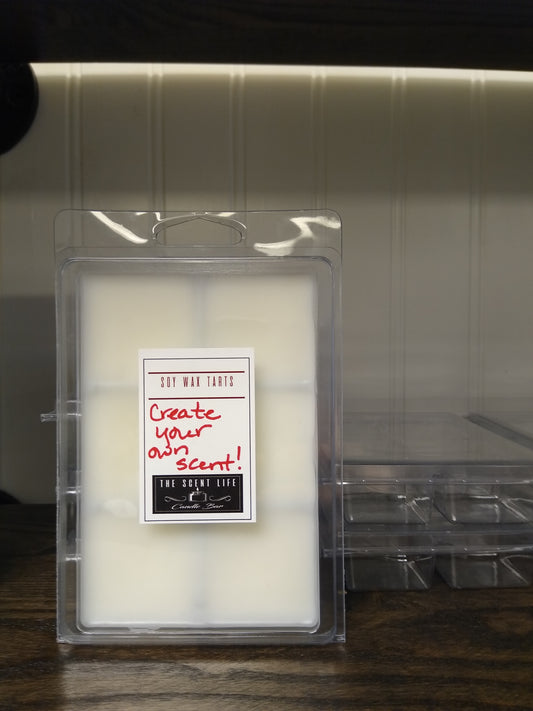 SOY WAX TARTS
Create
your
own
scent!
THE SCENT LIFE
Candle Bar